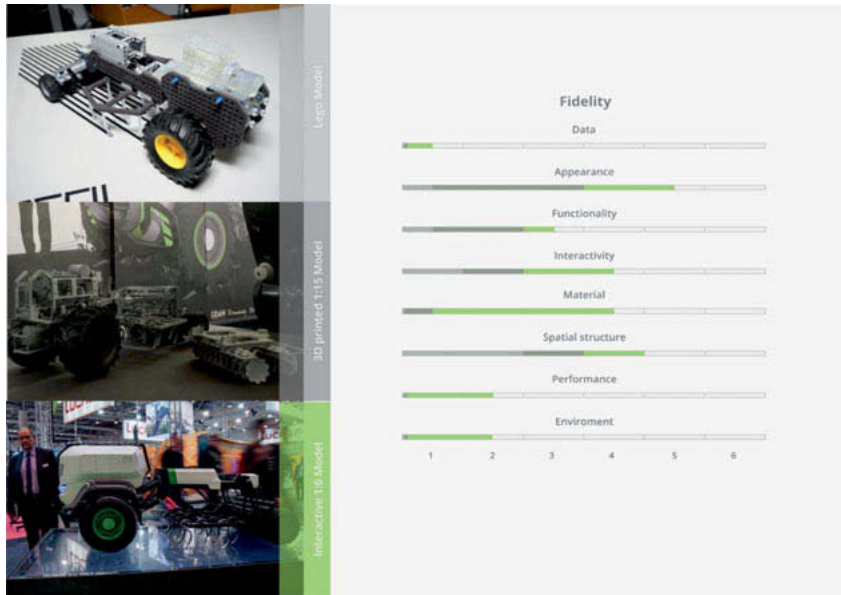 Lego Model
3D printed 1:15 Model
Interactive 1:6 Model
Fidelity
Data
Appearance
Functionality
Interactivity
Material
Spatial structure
Performance
Enviroment
1 2 3 4 5 6